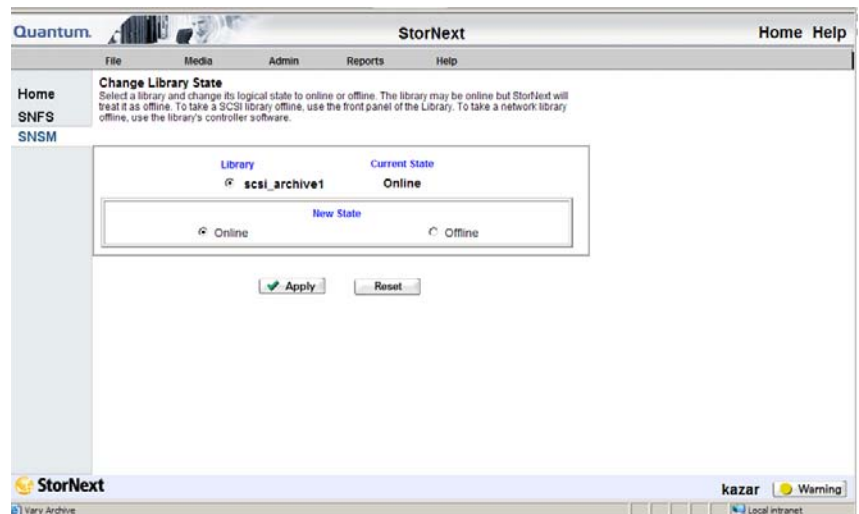 Quantum. StorNext Home Help
File Media Admin Reports Help
Home
SNFS
SNSM
Change Library State
Select a library and change its logical state to online or offline. The library may be online but StorNext will
treat it as offline. To take a SCSI library offline, use the front panel of the Library. To take a network library
offline, use the library's controller software.
Library Current State
scsi_archive1 Online
New State
Online Offline
Apply Reset
StorNext kazar Warning
Vary Archive Local intranet